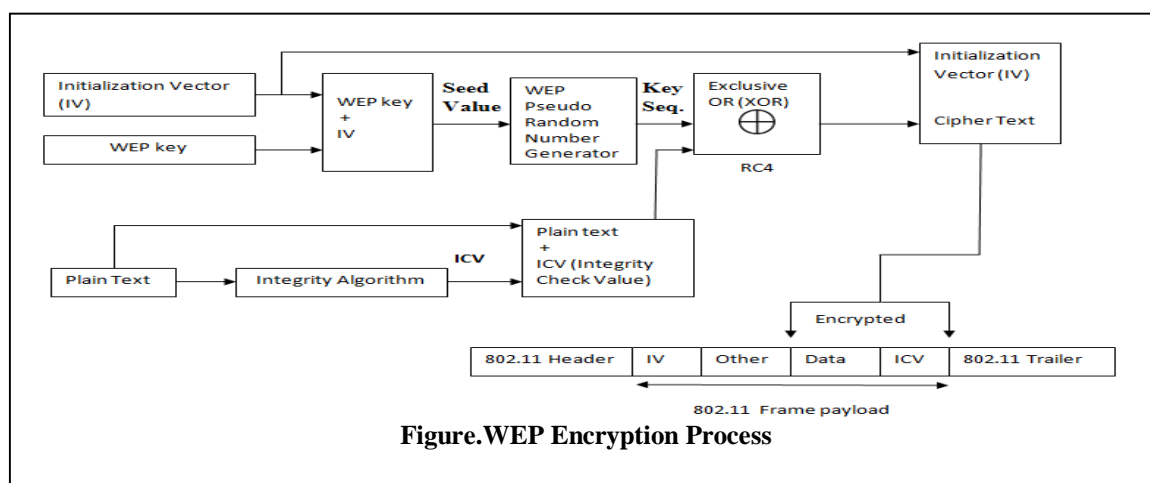 Initialization Vector
(IV)
WEP key
WEP key
+
IV
Seed
Value
WEP
Pseudo
Random
Number
Generator
Key
Seq.
Exclusive
OR (XOR)
RC4
Initialization
Vector (IV)
Cipher Text
Plain Text
Integrity Algorithm
ICV
Plain text
+
ICV (Integrity
Check Value)
Encrypted
802.11 Header
IV
Other
Data
ICV
802.11 Trailer
802.11 Frame payload
Figure.WEP Encryption Process